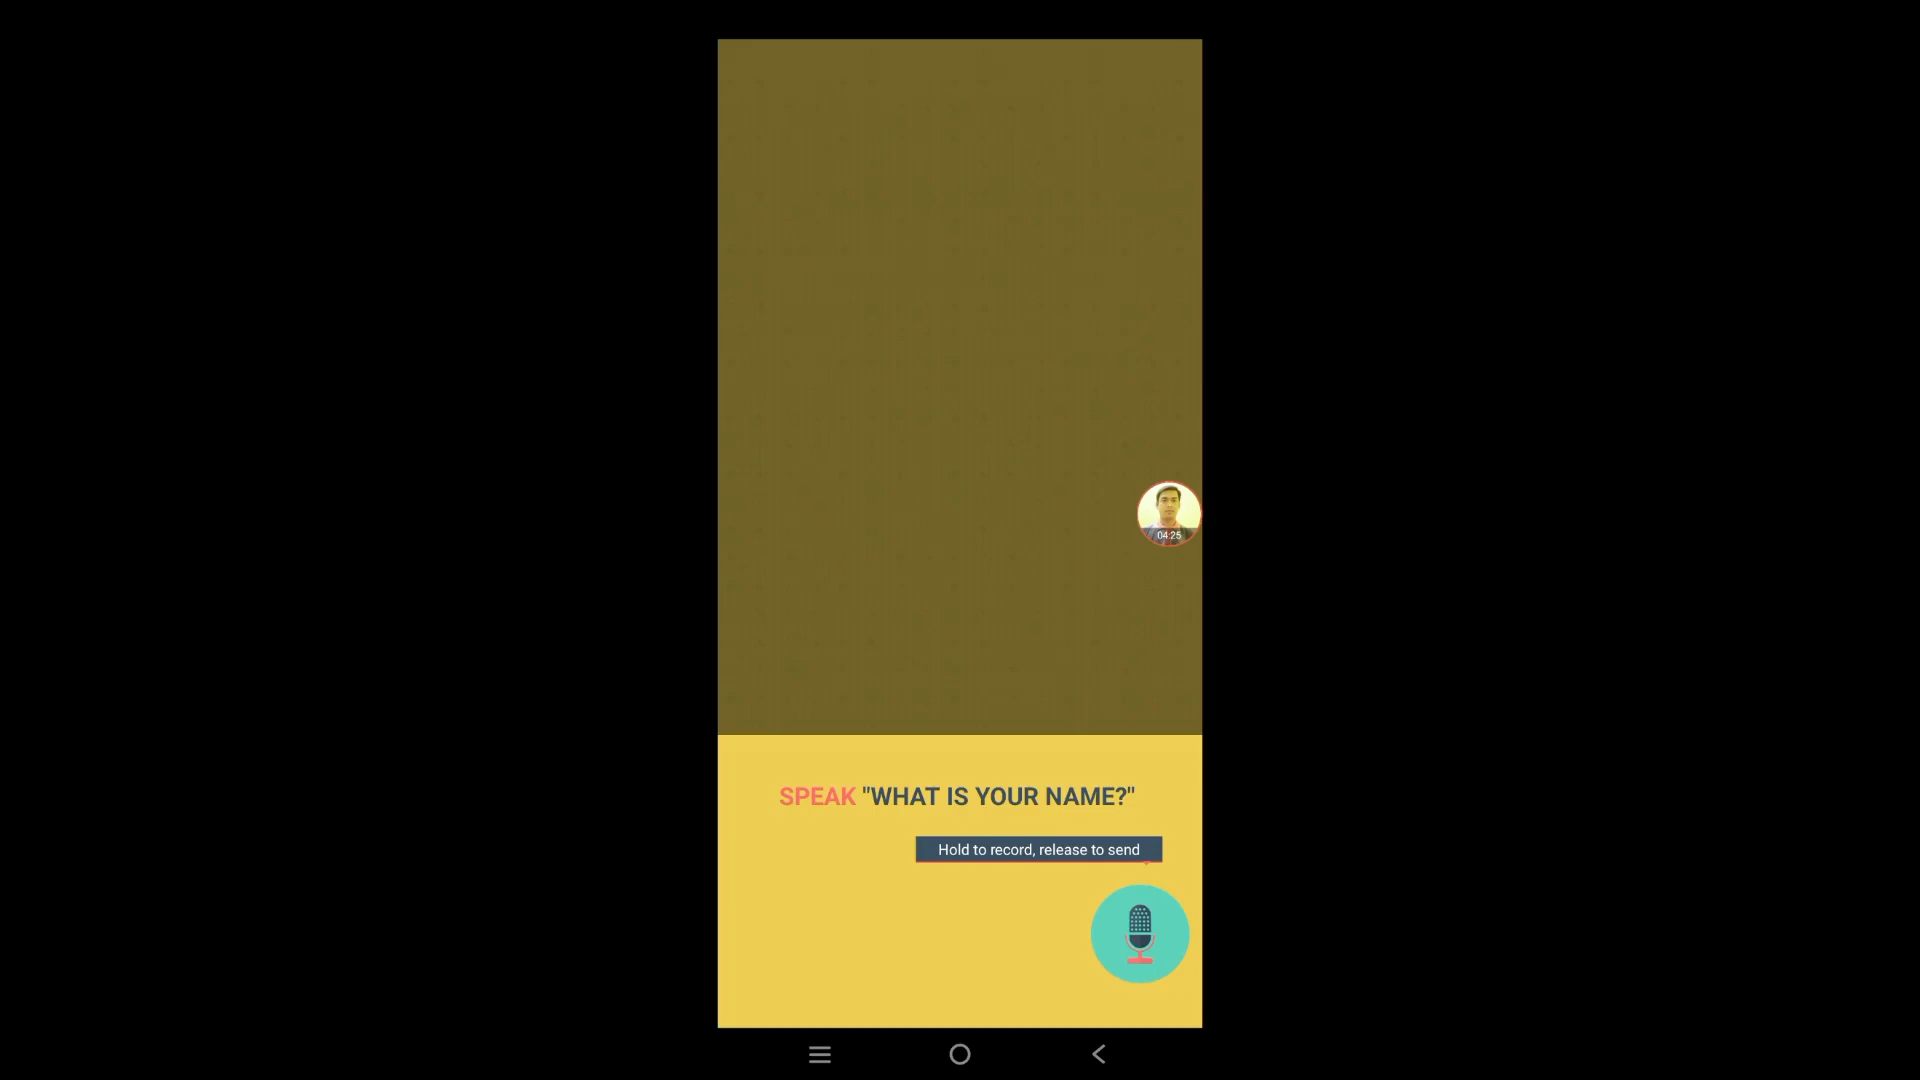 04:25
SPEAK "WHAT IS YOUR NAME?"
Hold to record, release to send